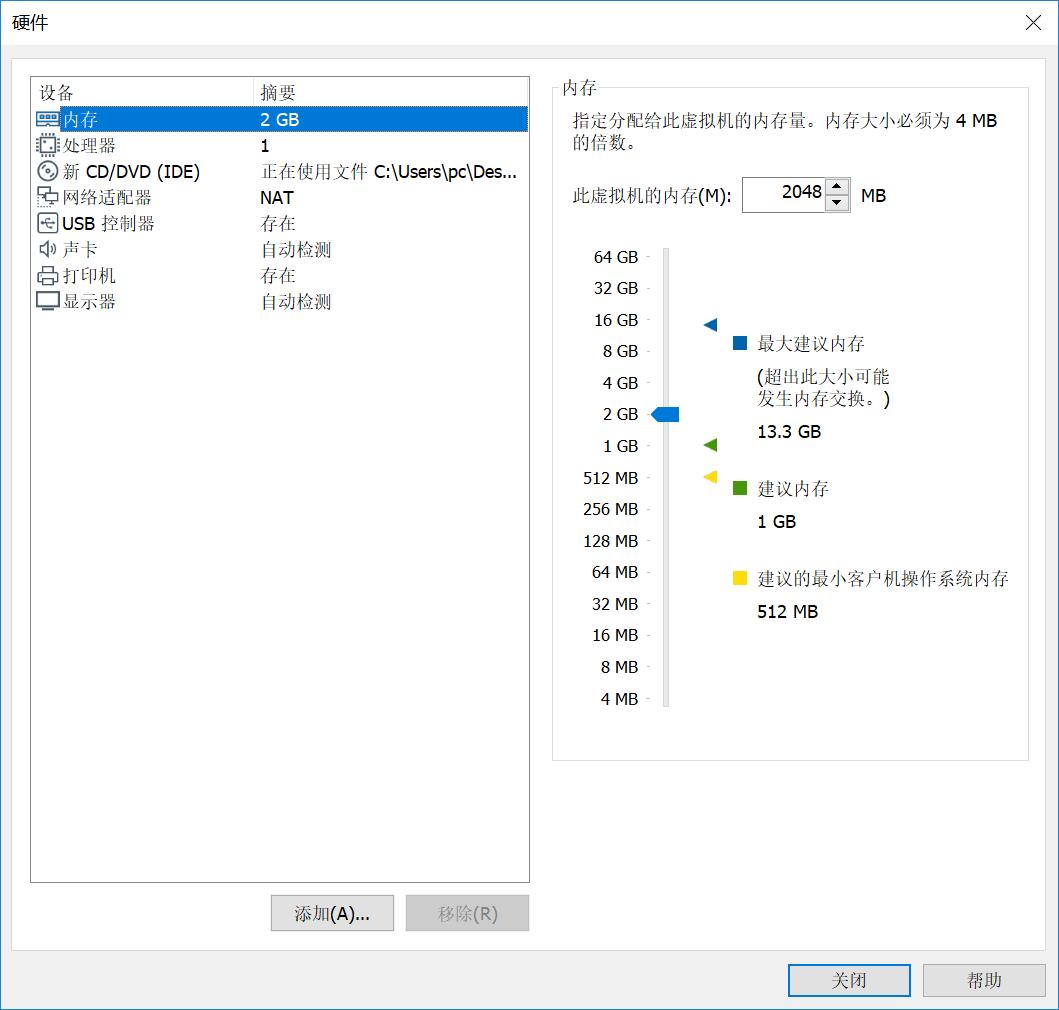 硬件
设备 摘要
内存 2 GB
处理器 1
新 CD/DVD (IDE) 正在使用文件 C:\Users\pc\Des...
网络适配器 NAT
USB 控制器 存在
声卡 自动检测
打印机 存在
显示器 自动检测
添加(A)...
移除(R)
内存
指定分配给此虚拟机的内存量。内存大小必须为 4 MB
的倍数。
此虚拟机的内存(M): 2048 MB
64 GB
32 GB
16 GB
8 GB
4 GB
2 GB
1 GB
512 MB
256 MB
128 MB
64 MB
32 MB
16 MB
8 MB
4 MB
最大建议内存
(超出此大小可能
发生内存交换。)
13.3 GB
建议内存
1 GB
建议的最小客户机操作系统内存
512 MB
关闭
帮助